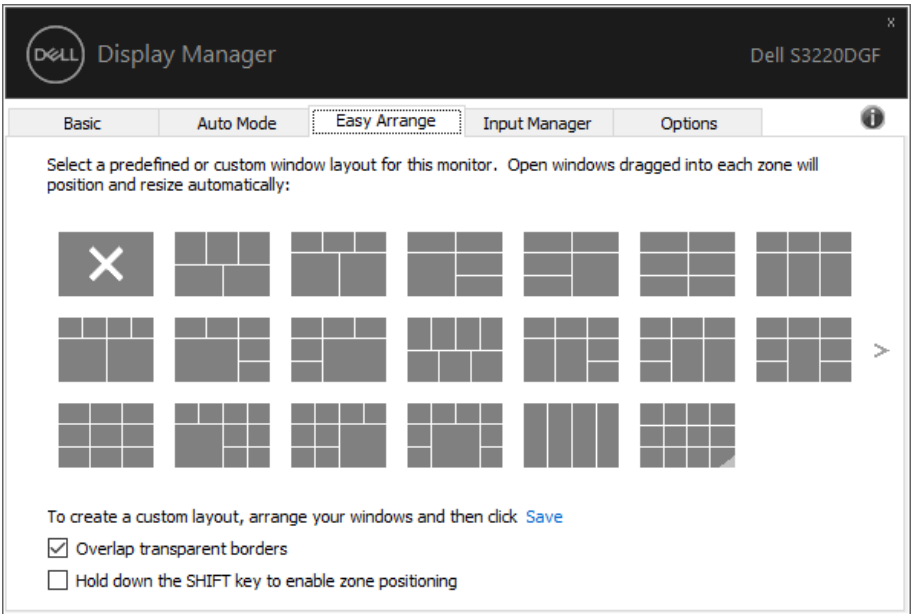 X
DELL Display Manager
Dell S3220DGF
Basic Auto Mode Easy Arrange Input Manager Options i
Select a predefined or custom window layout for this monitor. Open windows dragged into each zone will
position and resize automatically:
>
To create a custom layout, arrange your windows and then click Save
Overlap transparent borders
Hold down the SHIFT key to enable zone positioning